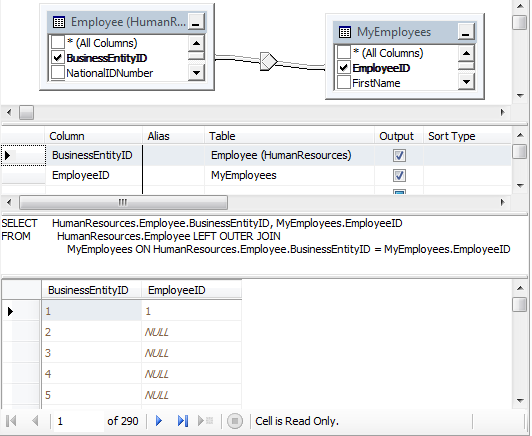 Employee (HumanR...
* (All Columns)
BusinessEntityID
NationalIDNumber
MyEmployees
* (All Columns)
EmployeeID
FirstName
Column Alias Table Output Sort Type
BusinessEntityID Employee (HumanResources)
EmployeeID MyEmployees
SELECT HumanResources.Employee.BusinessEntityID, MyEmployees.EmployeeID
FROM HumanResources.Employee LEFT OUTER JOIN
MyEmployees ON HumanResources.Employee.BusinessEntityID = MyEmployees.EmployeeID
BusinessEntityID EmployeeID
1 1
2 NULL
3 NULL
4 NULL
5 NULL
1 of 290 Cell is Read Only.